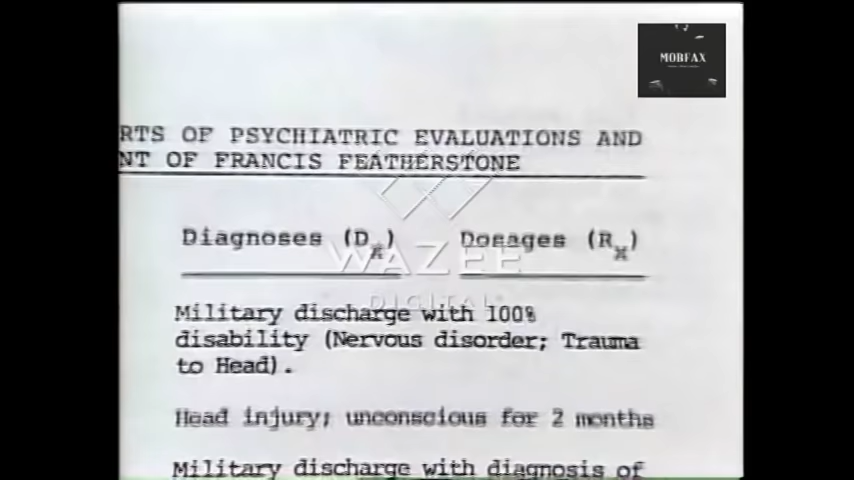 MOBFAX
RTS OF PSYCHIATRIC EVALUATIONS AND
NT OF FRANCIS FEATHERSTONE
Diagnoses (Dx) Dosages (Rx)
WAZEE
DIGITAL
Military discharge with 100%
disability (Nervous disorder; Trauma
to Head).
Head injury; unconscious for 2 months
Military discharge with diagnosis of